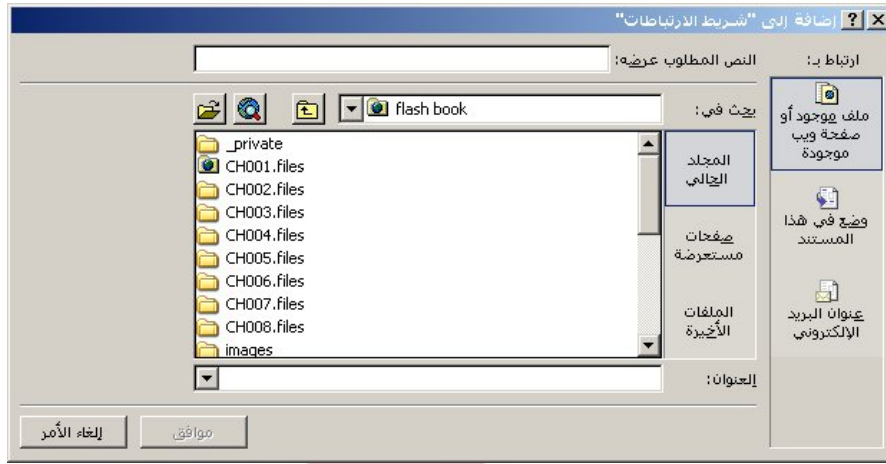 إضافة إلى "شريط الارتباطات"
ارتباط بـ:
النص المطلوب عرضه:
ملف موجود أو
صفحة ويب
موجودة
وضع في هذا
المستند
عنوان البريد
الإلكتروني
بحث في:
flash book
المجلد
الحالي
صفحات
مستعرضة
الملفات
الأخيرة
_private
CH001.files
CH002.files
CH003.files
CH004.files
CH005.files
CH006.files
CH007.files
CH008.files
images
العنوان:
موافق
إلغاء الأمر